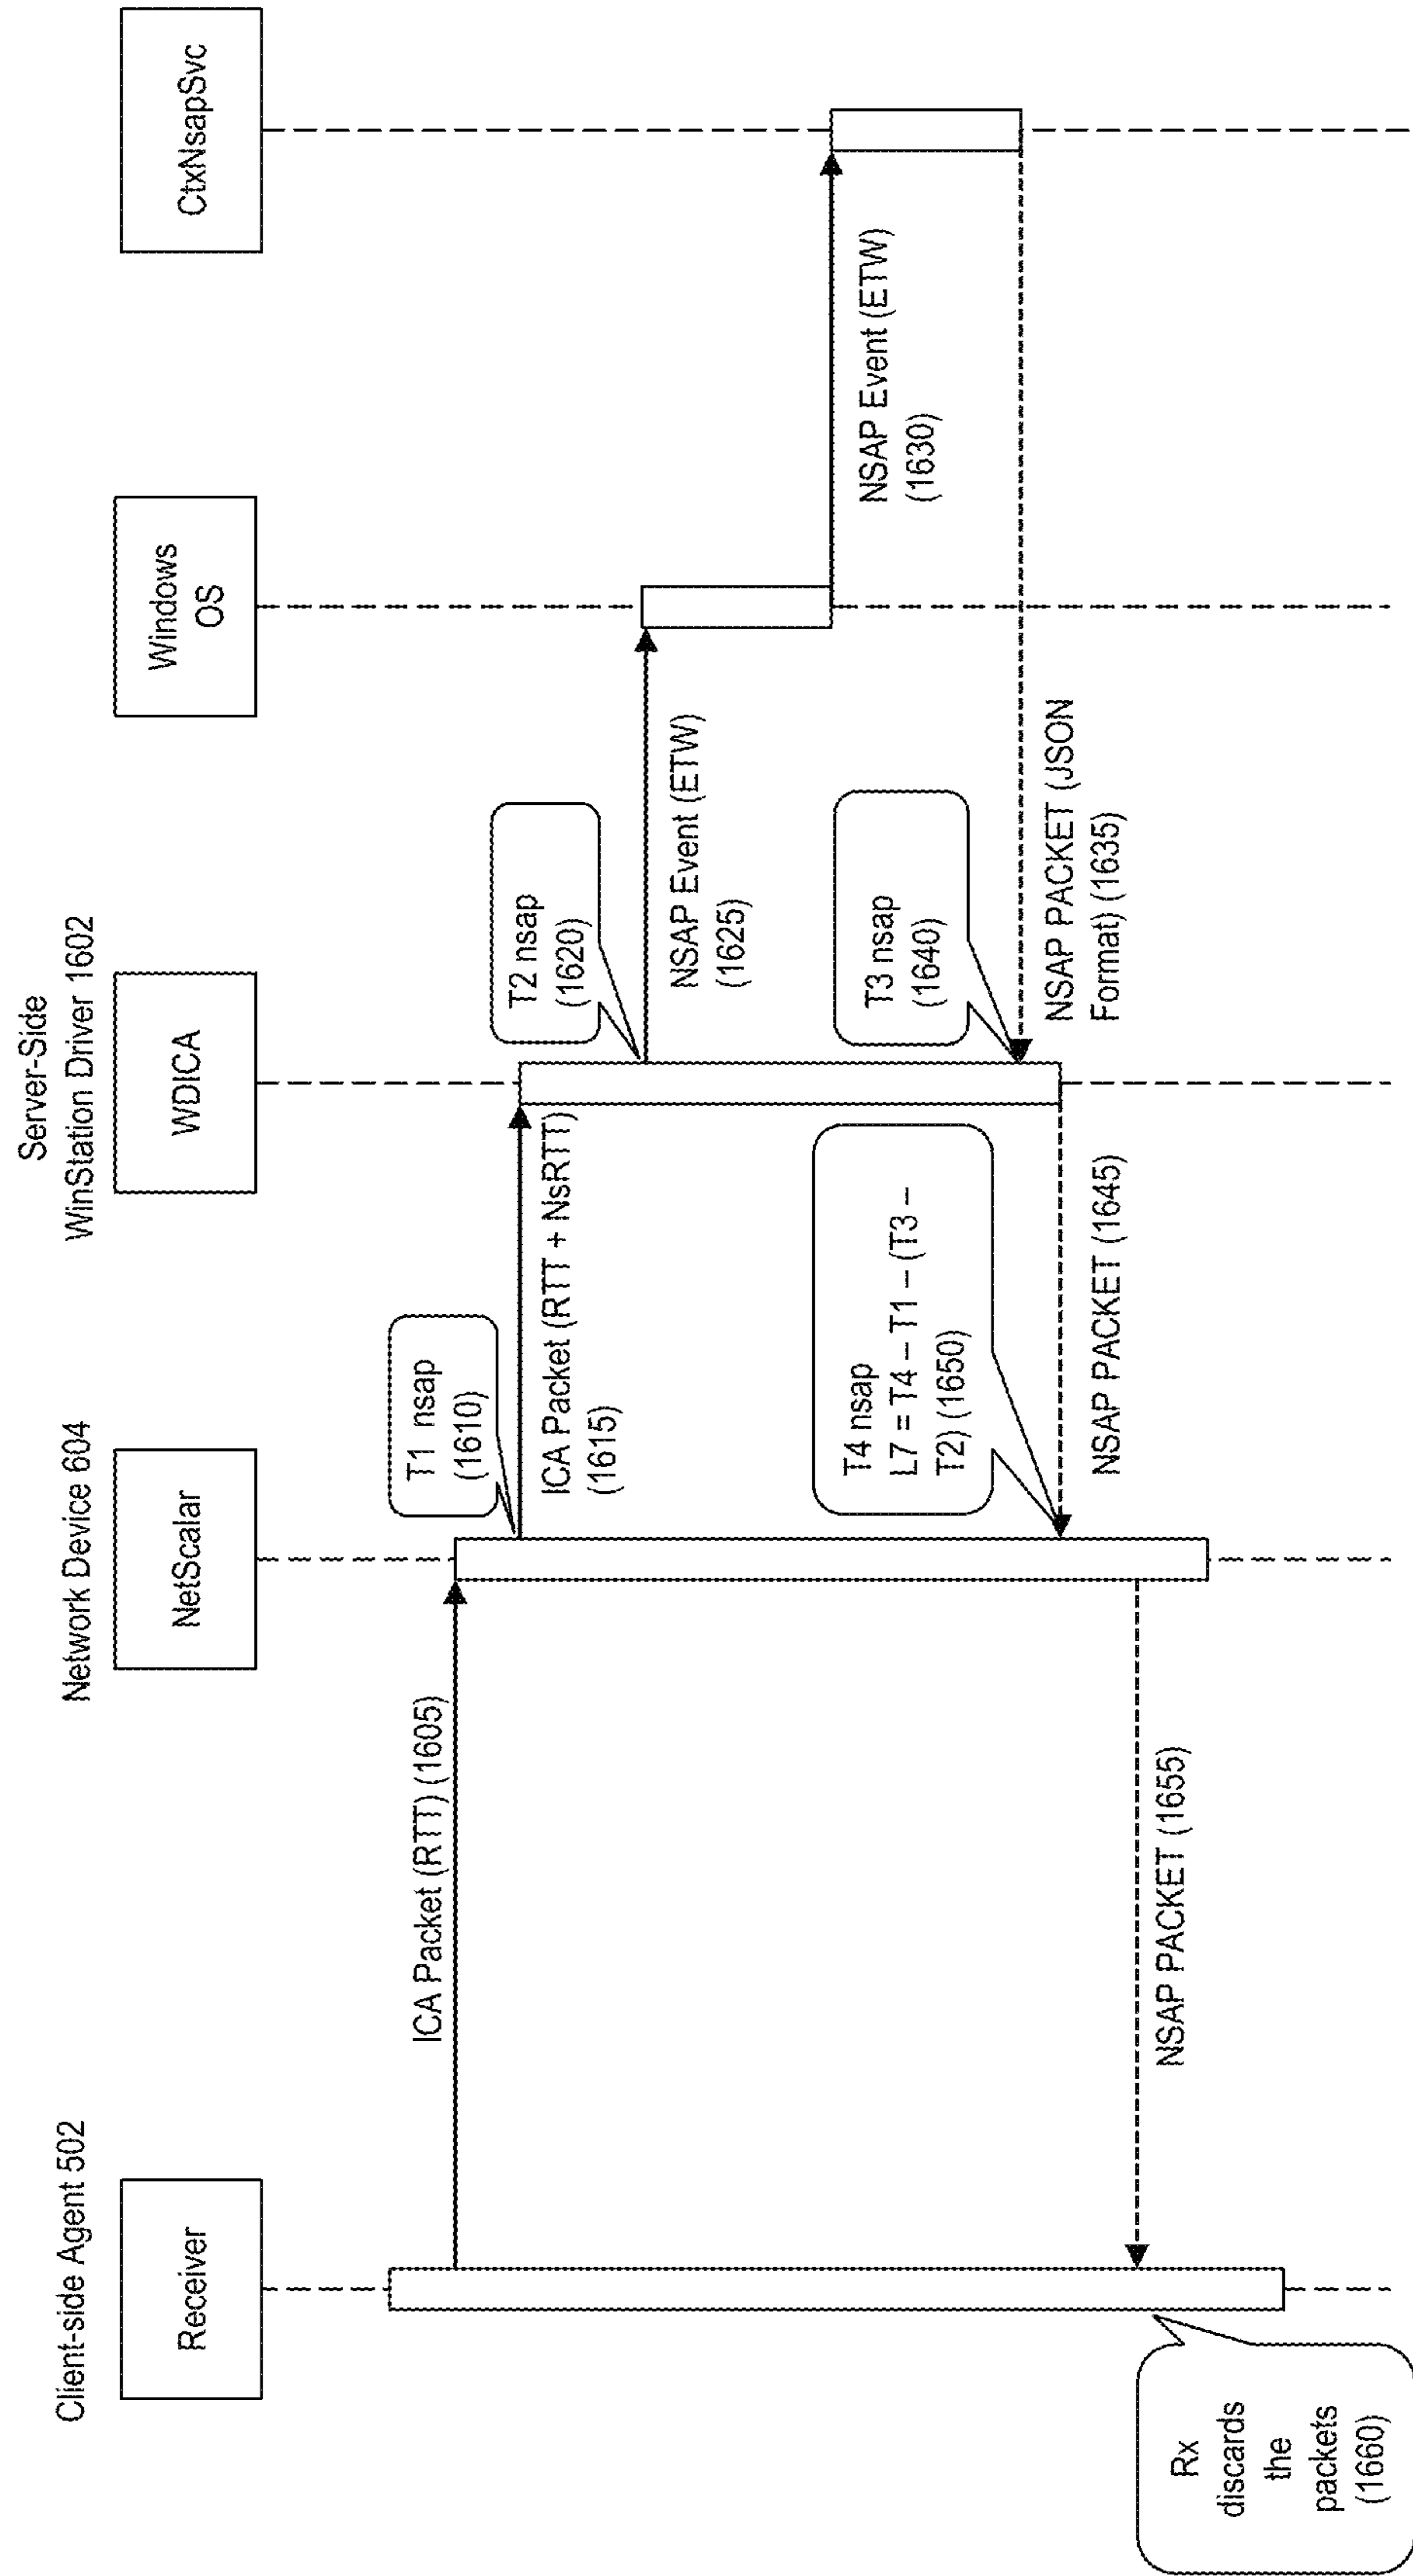 Client-side Agent 502
Receiver
Network Device 604
NetScalar
Server-Side
WinStation Driver 1602
WDICA
Windows
OS
CtxNsapSvc
ICA Packet (RTT) (1605)
T1 nsap
(1610)
ICA Packet (RTT + NsRTT)
(1615)
T2 nsap
(1620)
NSAP Event (ETW)
(1625)
NSAP Event (ETW)
(1630)
T3 nsap
(1640)
NSAP PACKET (JSON
Format) (1635)
T4 nsap
L7 = T4 – T1 – (T3 –
T2) (1650)
NSAP PACKET (1645)
NSAP PACKET (1655)
Rx
discards
the
packets
(1660)